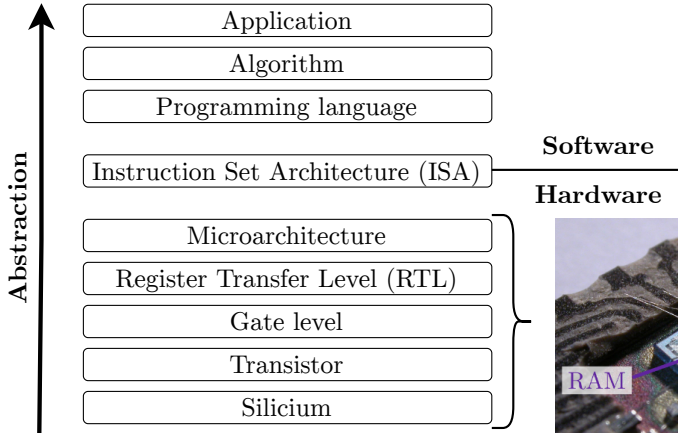 Application
Algorithm
Programming language
Software
Instruction Set Architecture (ISA)
Hardware
Abstraction
Microarchitecture
Register Transfer Level (RTL)
Gate level
Transistor
RAM
Silicium